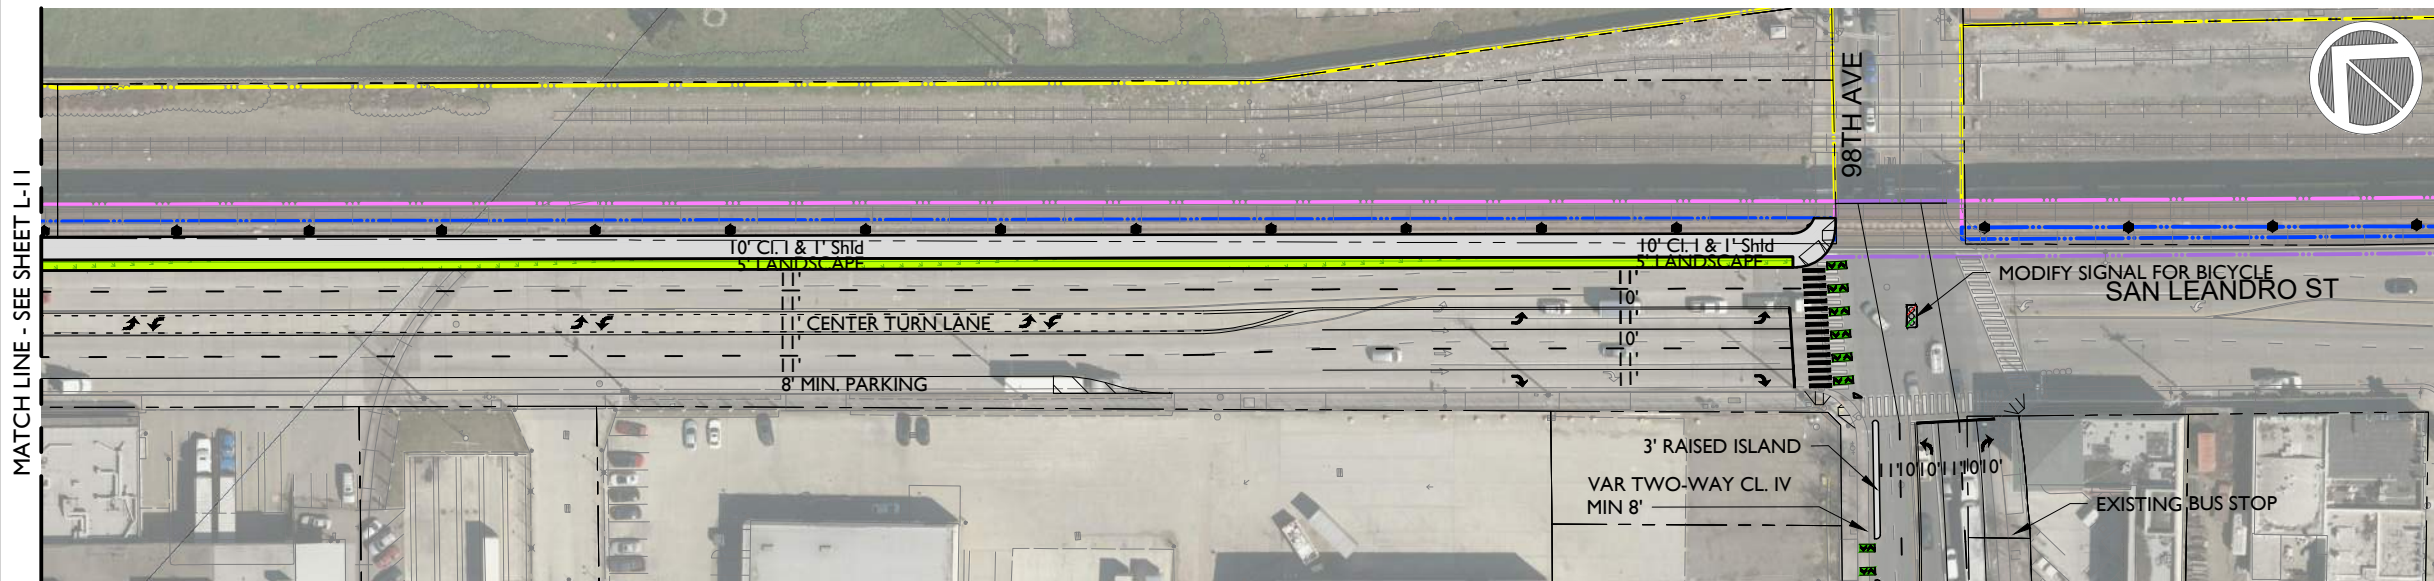 MATCH LINE - SEE SHEET L-11
98TH AVE
10' Cl. I & 1' Shld
5' LANDSCAPE
10' Cl. I & 1' Shld
5' LANDSCAPE
MODIFY SIGNAL FOR BICYCLE
SAN LEANDRO ST
11' CENTER TURN LANE
10'
10'
8' MIN. PARKING
3' RAISED ISLAND
VAR TWO-WAY CL. IV
MIN 8'
11'10'10'11'10'10'
EXISTING BUS STOP